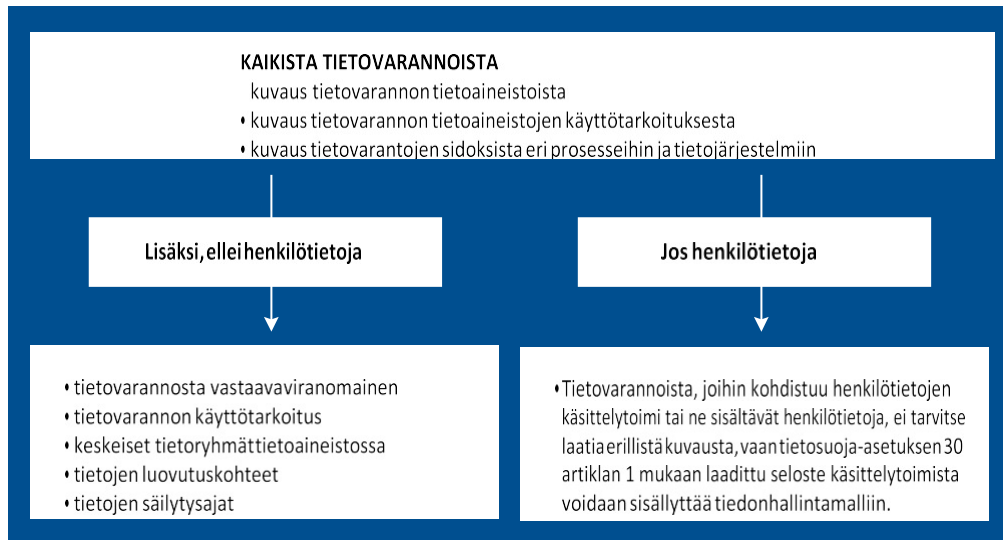 KAIKISTA TIETOVARANNOISTA
kuvaus tietovarannon tietoaineistoista
• kuvaus tietovarannon tietoaineistojen käyttötarkoituksesta
• kuvaus tietovarantojen sidoksista eri prosesseihin ja tietojärjestelmiin
Lisäksi, ellei henkilötietoja
Jos henkilötietoja
• tietovarannosta vastaavaviranomainen
• tietovarannon käyttötarkoitus
• keskeiset tietoryhmättietoaineistossa
• tietojen luovutuskohteet
• tietojen säilytysajat
• Tietovarannoista, joihin kohdistuu henkilötietojen
käsittelytoimi tai ne sisältävät henkilötietoja, ei tarvitse
laatia erillistä kuvausta, vaan tietosuoja-asetuksen 30
artiklan 1 mukaan laadittu seloste käsittelytoimista
voidaan sisällyttää tiedonhallintamalliin.